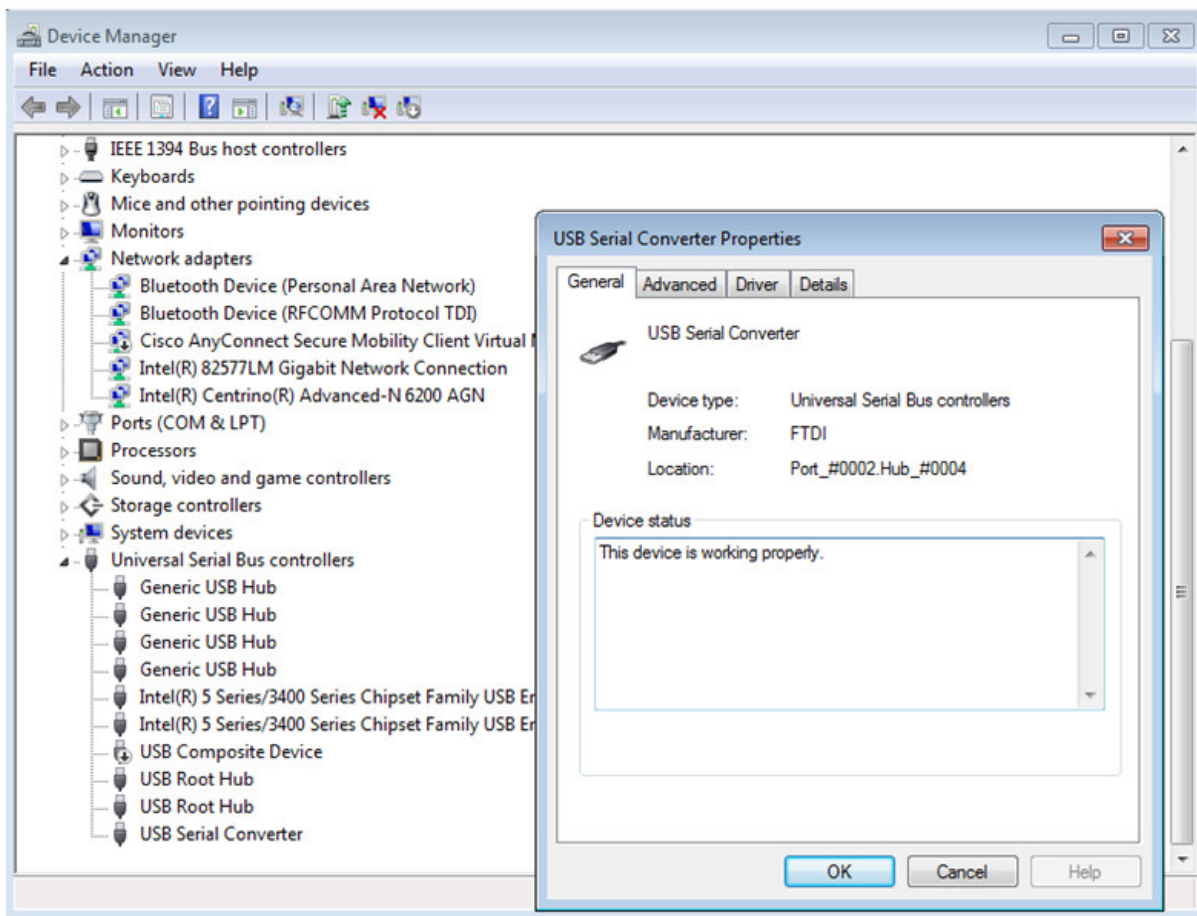 Device Manager
File Action View Help
IEEE 1394 Bus host controllers
Keyboards
Mice and other pointing devices
Monitors
Network adapters
Bluetooth Device (Personal Area Network)
Bluetooth Device (RFCOMM Protocol TDI)
Cisco AnyConnect Secure Mobility Client Virtual
Intel(R) 82577LM Gigabit Network Connection
Intel(R) Centrino(R) Advanced-N 6200 AGN
Ports (COM & LPT)
Processors
Sound, video and game controllers
Storage controllers
System devices
Universal Serial Bus controllers
Generic USB Hub
Generic USB Hub
Generic USB Hub
Generic USB Hub
Intel(R) 5 Series/3400 Series Chipset Family USB
Intel(R) 5 Series/3400 Series Chipset Family USB
USB Composite Device
USB Root Hub
USB Root Hub
USB Serial Converter
USB Serial Converter Properties
General Advanced Driver Details
USB Serial Converter
Device type: Universal Serial Bus controllers
Manufacturer: FTDI
Location: Port_#0002.Hub_#0004
Device status
This device is working properly.
OK Cancel Help